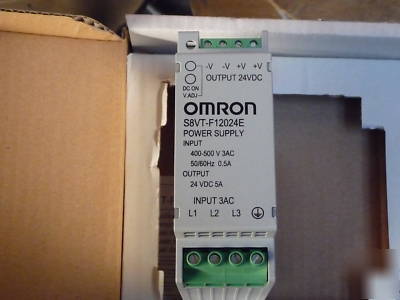 -V -V +V +V
OUTPUT 24VDC
DC ON
V.ADJ
OMRON
S8VT-F12024E
POWER SUPPLY
INPUT
400-500 V 3AC
50/60Hz 0.5A
OUTPUT
24 VDC 5A
INPUT 3AC
L1 L2 L3